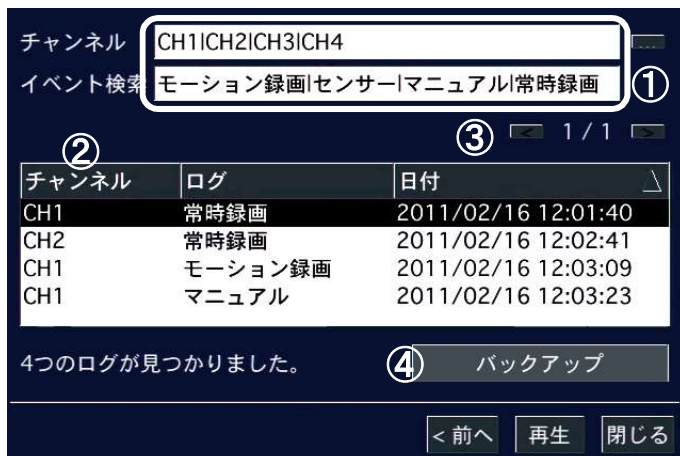 チャンネル CH1|CH2|CH3|CH4 ...
イベント検索 モーション録画|センサー|マニュアル|常時録画 ①
② ③ < 1 / 1 >
チャンネル ログ 日付
CH1 常時録画 2011/02/16 12:01:40
CH2 常時録画 2011/02/16 12:02:41
CH1 モーション録画 2011/02/16 12:03:09
CH1 マニュアル 2011/02/16 12:03:23
4つのログが見つかりました。 ④ バックアップ
< 前へ 再生 閉じる